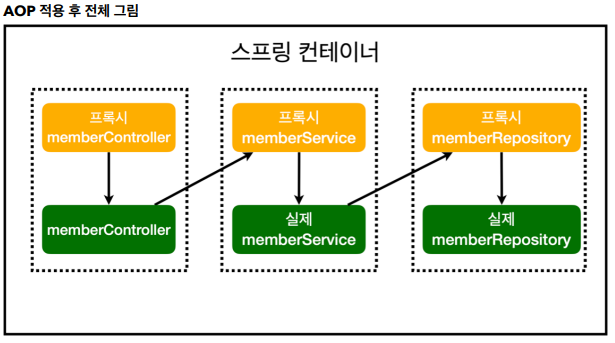 AOP 적용 후 전체 그림
스프링 컨테이너
프록시
memberController
프록시
memberService
프록시
memberRepository
memberController
실제
memberService
실제
memberRepository